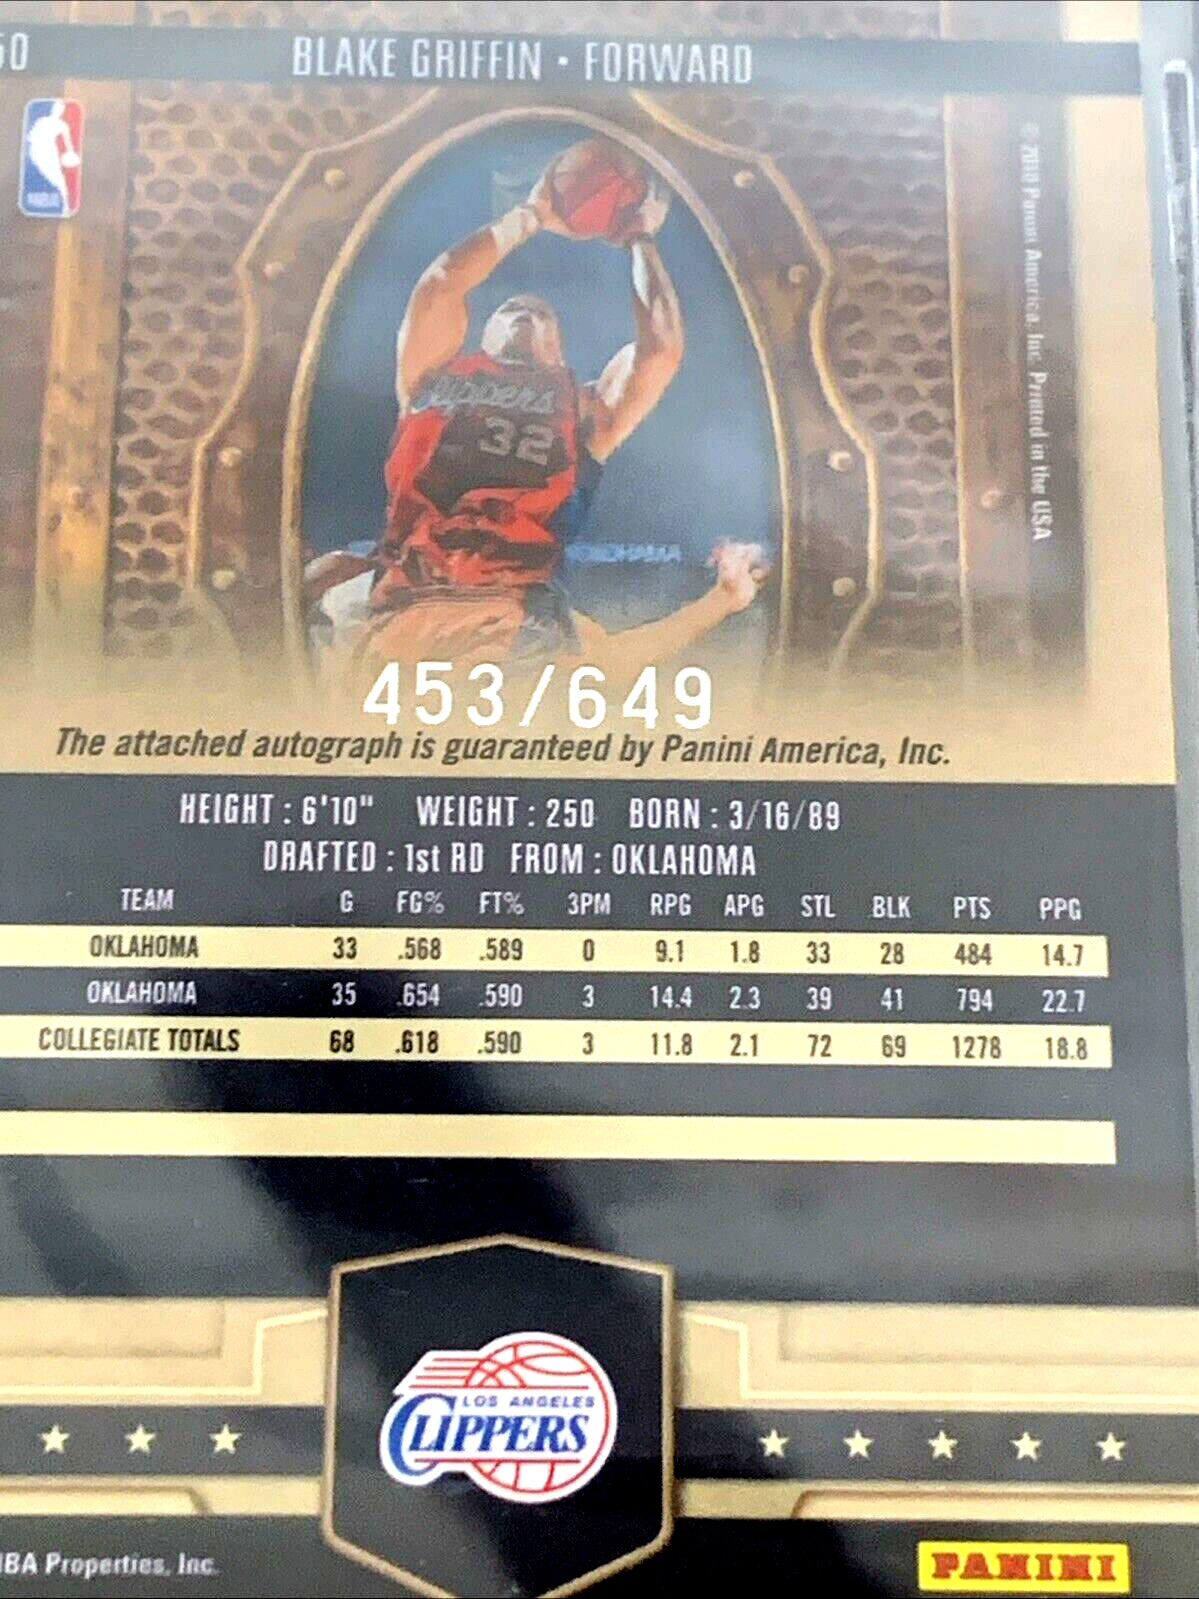 50
BLAKE GRIFFIN • FORWARD
NBA
© 2010 Panini America, Inc. Printed in the USA
Clippers
32
YOKOHAMA
453/649
The attached autograph is guaranteed by Panini America, Inc.
HEIGHT : 6'10" WEIGHT : 250 BORN : 3/16/89
DRAFTED : 1st RD FROM : OKLAHOMA
TEAM G FG% FT% 3PM RPG APG STL BLK PTS PPG
OKLAHOMA 33 .568 .589 0 9.1 1.8 33 28 484 14.7
OKLAHOMA 35 .654 .590 3 14.4 2.3 39 41 794 22.7
COLLEGIATE TOTALS 68 .618 .590 3 11.8 2.1 72 69 1278 18.8
LOS ANGELES
CLIPPERS
BA Properties, Inc.
PANINI